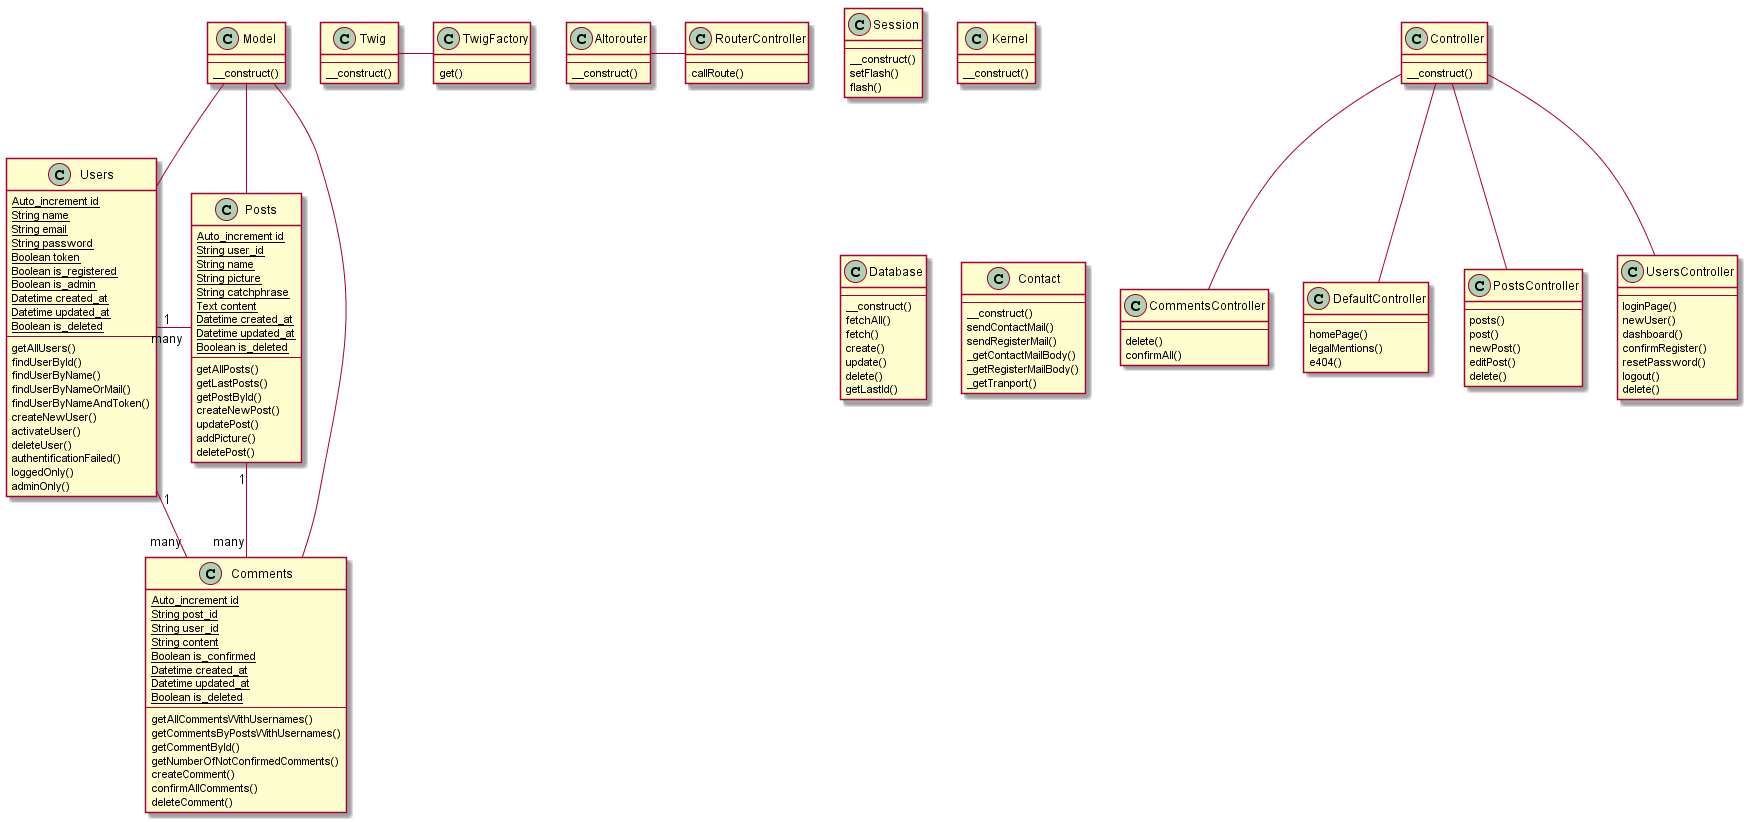 C Model
__construct()
C Twig
__construct()
C TwigFactory
get()
C Altorouter
__construct()
C RouterController
callRoute()
C Session
__construct()
setFlash()
flash()
C Kernel
__construct()
C Controller
__construct()
C Users
Auto_increment id
String name
String email
String password
Boolean token
Boolean is_registered
Boolean is_admin
Datetime created_at
Datetime updated_at
Boolean is_deleted
getAllUsers()
findUserById()
findUserByName()
findUserByNameOrMail()
findUserByNameAndToken()
createNewUser()
activateUser()
deleteUser()
authentificationFailed()
loggedOnly()
adminOnly()
1
many
C Posts
Auto_increment id
String user_id
String name
String picture
String catchphrase
Text content
Datetime created_at
Datetime updated_at
Boolean is_deleted
getAllPosts()
getLastPosts()
getPostById()
createNewPost()
updatePost()
addPicture()
deletePost()
C Database
__construct()
fetchAll()
fetch()
create()
update()
delete()
getLastId()
C Contact
__construct()
sendContactMail()
sendRegisterMail()
_getContactMailBody()
_getRegisterMailBody()
_getTranport()
C CommentsController
delete()
confirmAll()
C DefaultController
homePage()
legalMentions()
e404()
C PostsController
posts()
post()
newPost()
editPost()
delete()
C UsersController
loginPage()
newUser()
dashboard()
confirmRegister()
resetPassword()
logout()
delete()
1
many
1
many
C Comments
Auto_increment id
String post_id
String user_id
String content
Boolean is_confirmed
Datetime created_at
Datetime updated_at
Boolean is_deleted
getAllCommentsWithUsernames()
getCommentsByPostsWithUsernames()
getCommentById()
getNumberOfNotConfirmedComments()
createComment()
confirmAllComments()
deleteComment()